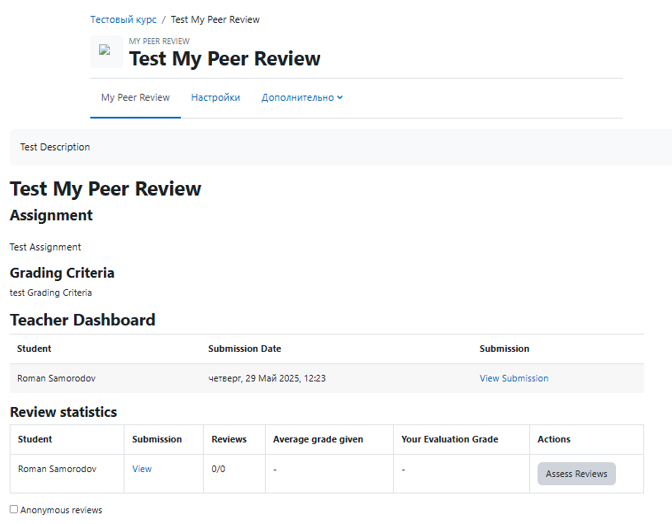 Тестовый курс / Test My Peer Review
MY PEER REVIEW
Test My Peer Review
My Peer Review Настройки Дополнительно
Test Description
Test My Peer Review
Assignment
Test Assignment
Grading Criteria
test Grading Criteria
Teacher Dashboard
Student Submission Date Submission
Roman Samorodov четверг, 29 Май 2025, 12:23 View Submission
Review statistics
Student Submission Reviews Average grade given Your Evaluation Grade Actions
Roman Samorodov View 0/0 - - Assess Reviews
Anonymous reviews